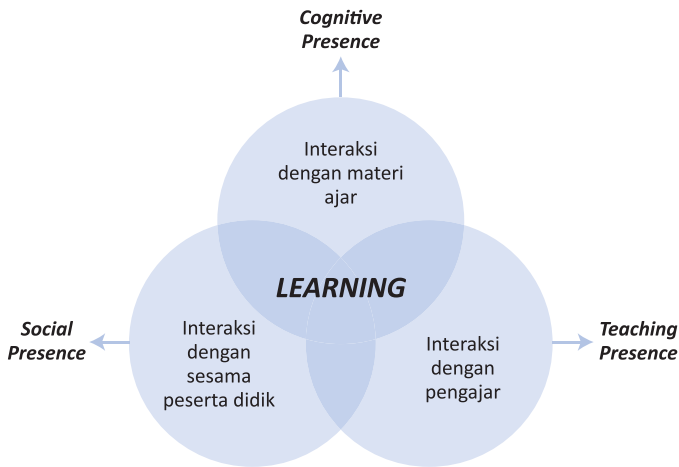 Cognitive
Presence
Interaksi
dengan materi
ajar
LEARNING
Social
Presence
Interaksi
dengan
sesama
peserta didik
Interaksi
dengan
pengajar
Teaching
Presence